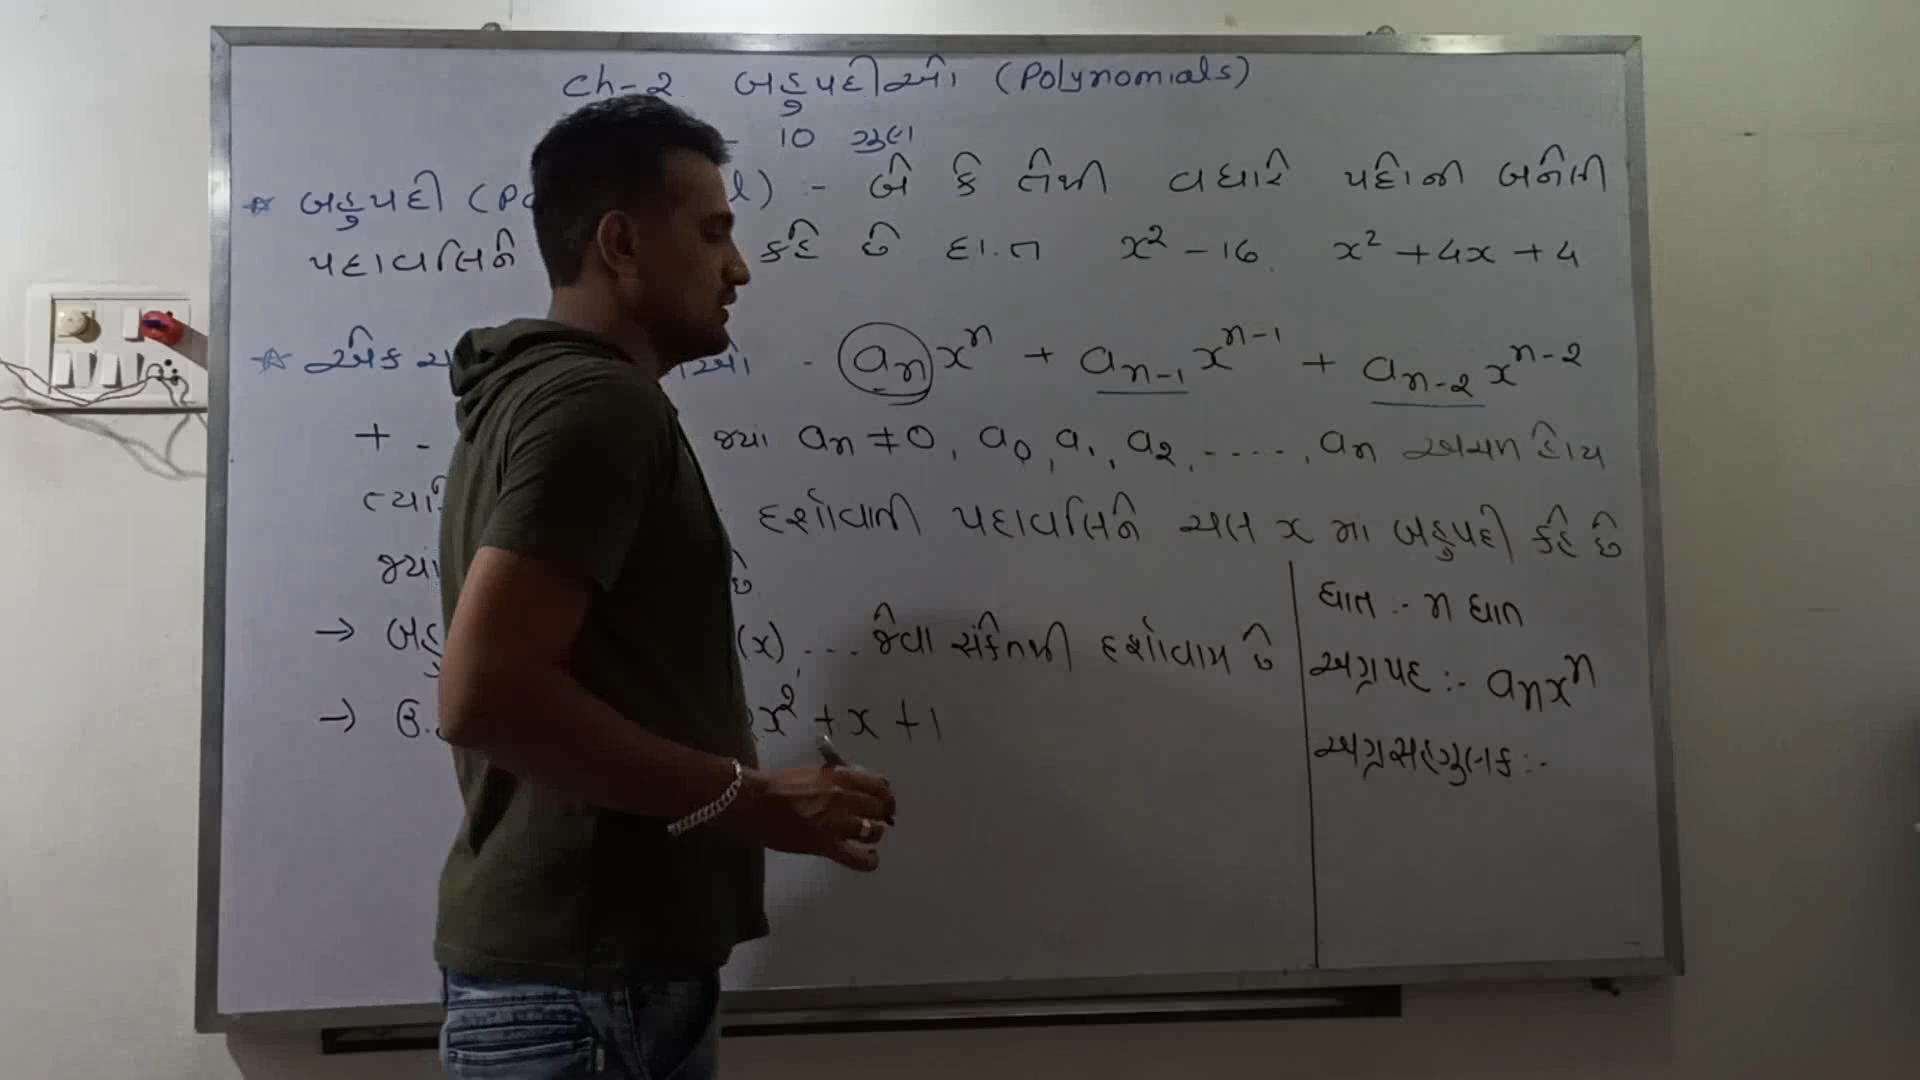 Ch-2 બહુપદીઓ (Polynomials)
- 10 ગુણ
* બહુપદી (Po l) :- બે કે તેથી વધારે પદોની બનેલી
પદાવલિને કહે છે દા.ત x² - 16. x² + 4x + 4
* એક - aₙxⁿ + aₙ₋₁xⁿ⁻¹ + aₙ₋₂xⁿ⁻²
+ - જ્યા aₙ ≠ 0, a₀, a₁, a₂, ----, aₙ અચળ હોય
દર્શાવાતી પદાવલિને ચલ x મા બહુપદી કહે છે
જ્યાં છે
→ (x), ... જેવા સંકેતથી દર્શાવાય છે
→ x² + x + 1
ઘાત :- n ઘાત
અગ્રપદ :- aₙxⁿ
અગ્રસહગુણક :-